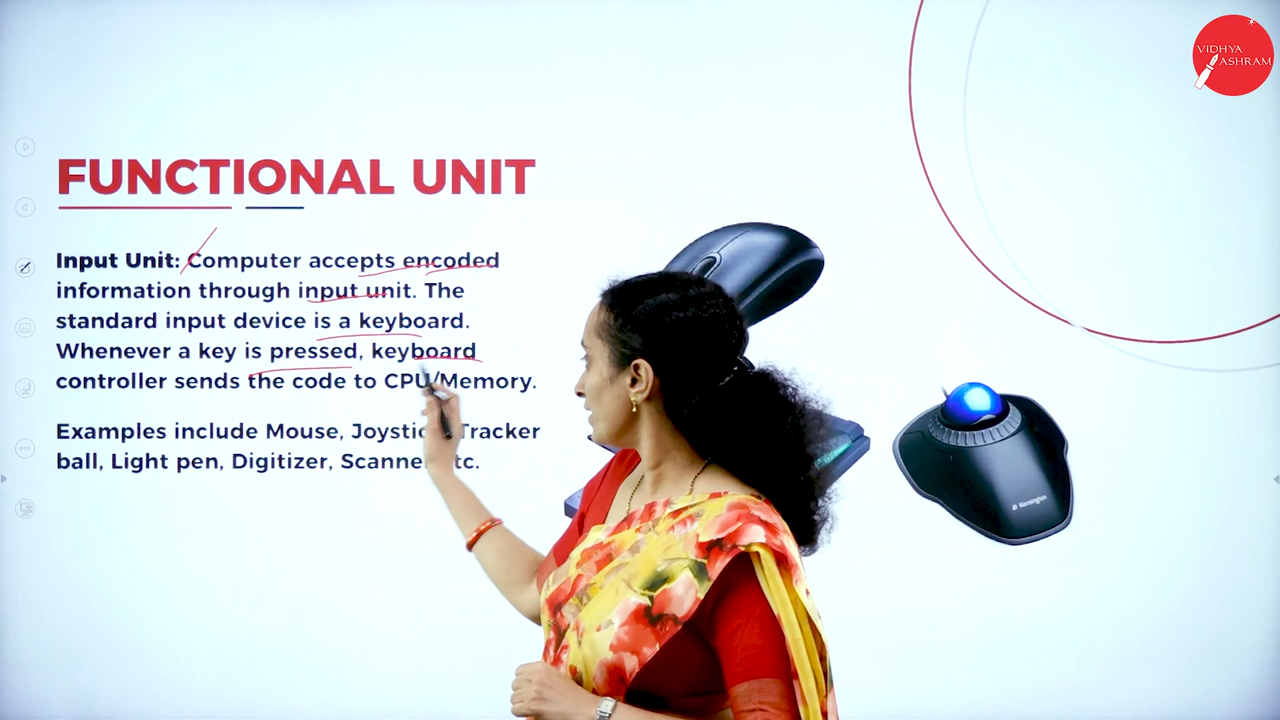 VIDHYA
ASHRAM
FUNCTIONAL UNIT
Input Unit: Computer accepts encoded
information through input unit. The
standard input device is a keyboard.
Whenever a key is pressed, keyboard
controller sends the code to CPU/Memory.
Examples include Mouse, Tracker
ball, Light pen, Digitizer,
Kensington